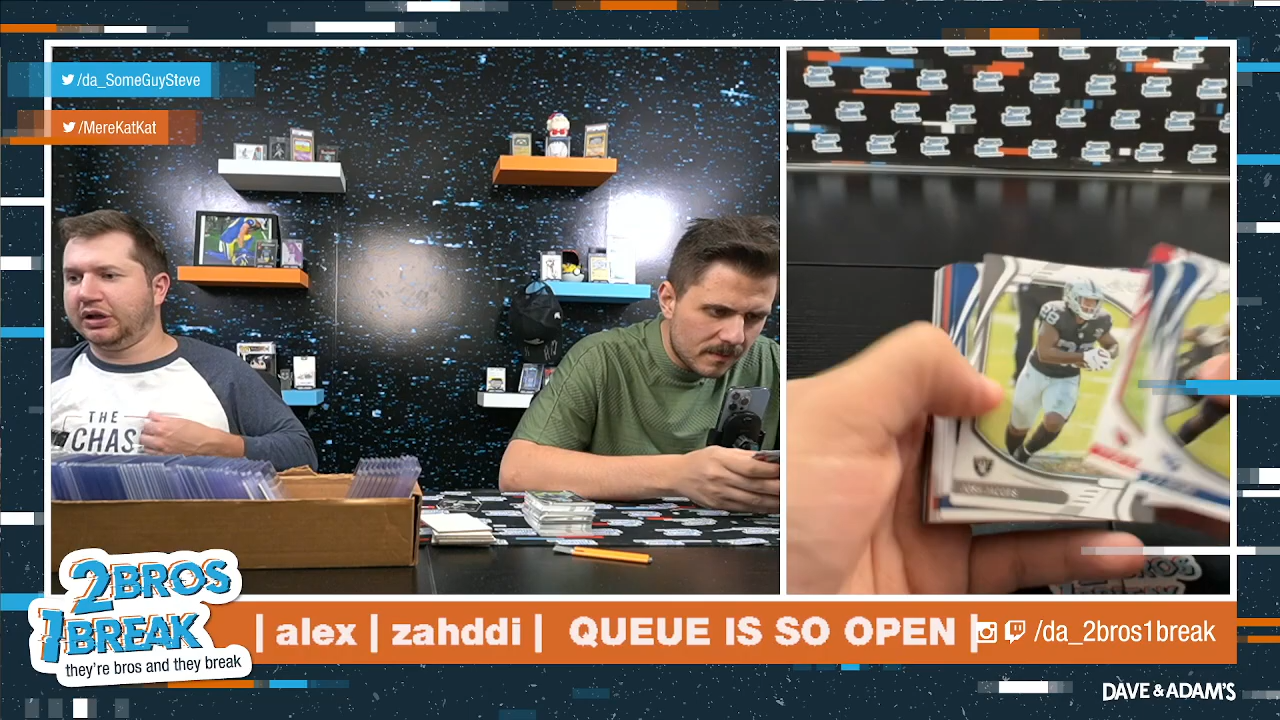 /da_SomeGuySteve
/MereKatKat
THE
CHAS
2BROS
1BREAK
they're bros and they break
| alex | zahddi | QUEUE IS SO OPEN |
/da_2bros1break
DAVE & ADAM'S
2BROS